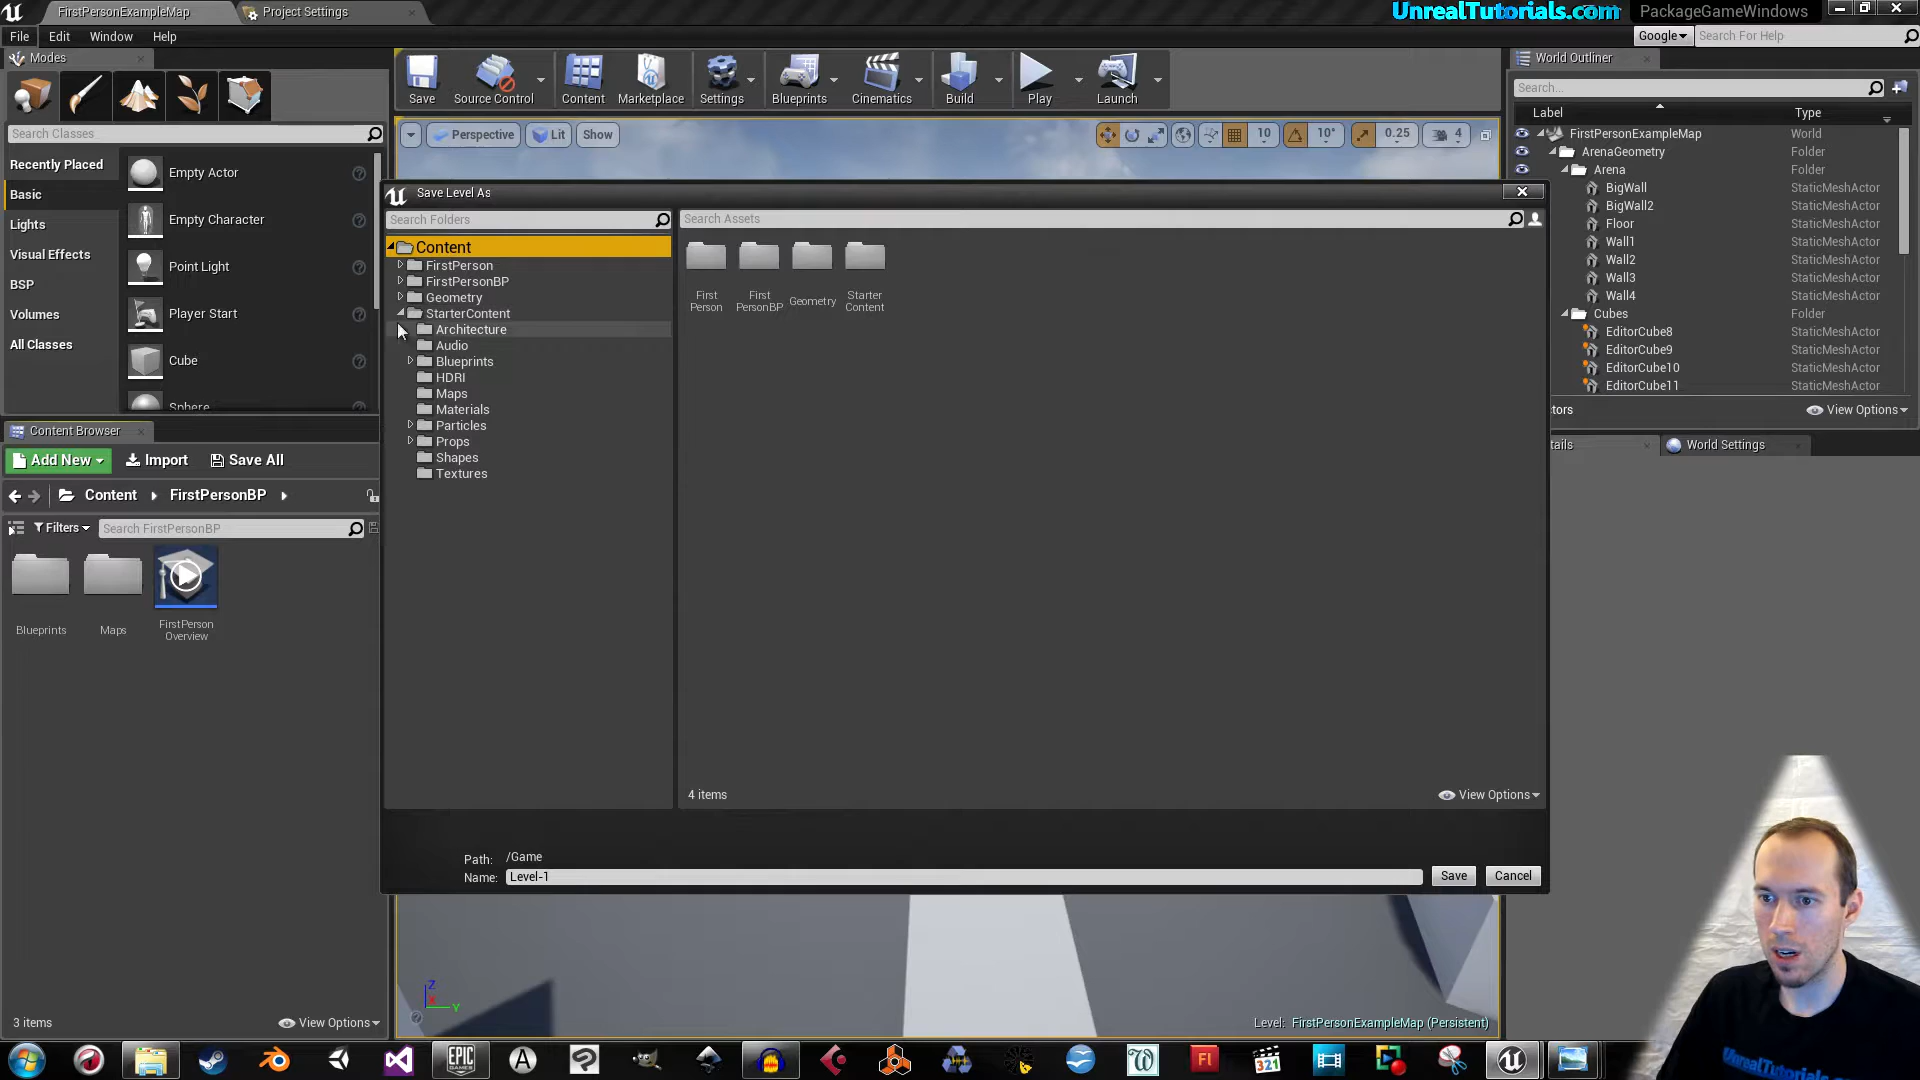 FirstPersonExampleMap
Project Settings
UnrealTutorials.com
PackageGameWindows
File Edit Window Help
Google
Search For Help
Modes
Search Classes
Recently Placed
Basic
Lights
Visual Effects
BSP
Volumes
All Classes
Empty Actor
Empty Character
Point Light
Player Start
Cube
Sphere
Save
Source Control
Content
Marketplace
Settings
Blueprints
Cinematics
Build
Play
Launch
Perspective
Lit
Show
10
10°
0.25
4
World Outliner
Search...
Label Type
FirstPersonExampleMap World
ArenaGeometry Folder
Arena Folder
BigWall StaticMeshActor
BigWall2 StaticMeshActor
Floor StaticMeshActor
Wall1 StaticMeshActor
Wall2 StaticMeshActor
Wall3 StaticMeshActor
Wall4 StaticMeshActor
Cubes Folder
EditorCube8 StaticMeshActor
EditorCube9 StaticMeshActor
EditorCube10 StaticMeshActor
EditorCube11 StaticMeshActor
ctors
View Options
tails
World Settings
Save Level As
Search Folders
Content
FirstPerson
FirstPersonBP
Geometry
StarterContent
Architecture
Audio
Blueprints
HDRI
Maps
Materials
Particles
Props
Shapes
Textures
Search Assets
First
Person
First
PersonBP
Geometry
Starter
Content
4 items
View Options
Path: /Game
Name: Level-1
Save
Cancel
Content Browser
Add New
Import
Save All
Content
FirstPersonBP
Filters
Search FirstPersonBP
Blueprints
Maps
FirstPerson
Overview
3 items
View Options
Z
X
Y
Level: FirstPersonExampleMap (Persistent)
EPIC
GAMES
A
W
Fl
321
UnrealTutorials